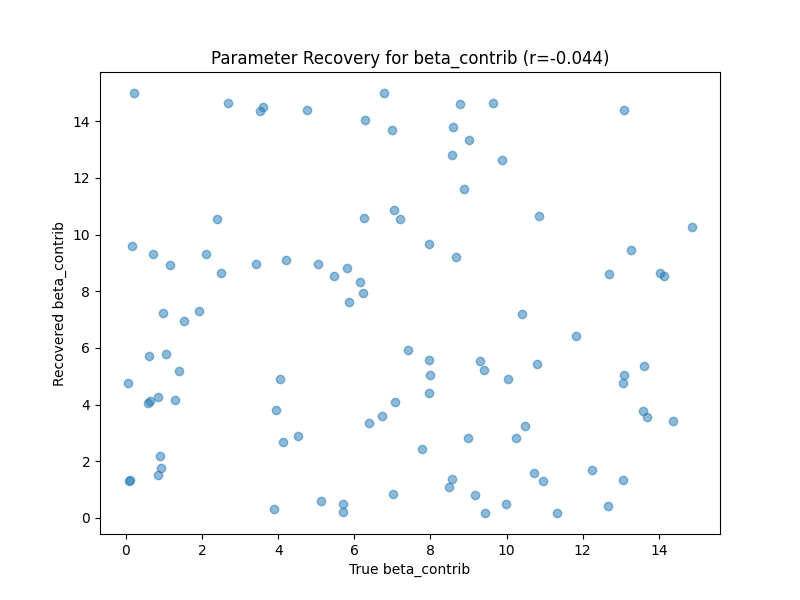 Parameter Recovery for beta_contrib (r=-0.044)
Recovered beta_contrib
14
12
10
8
6
4
2
0
0 2 4 6 8 10 12 14
True beta_contrib